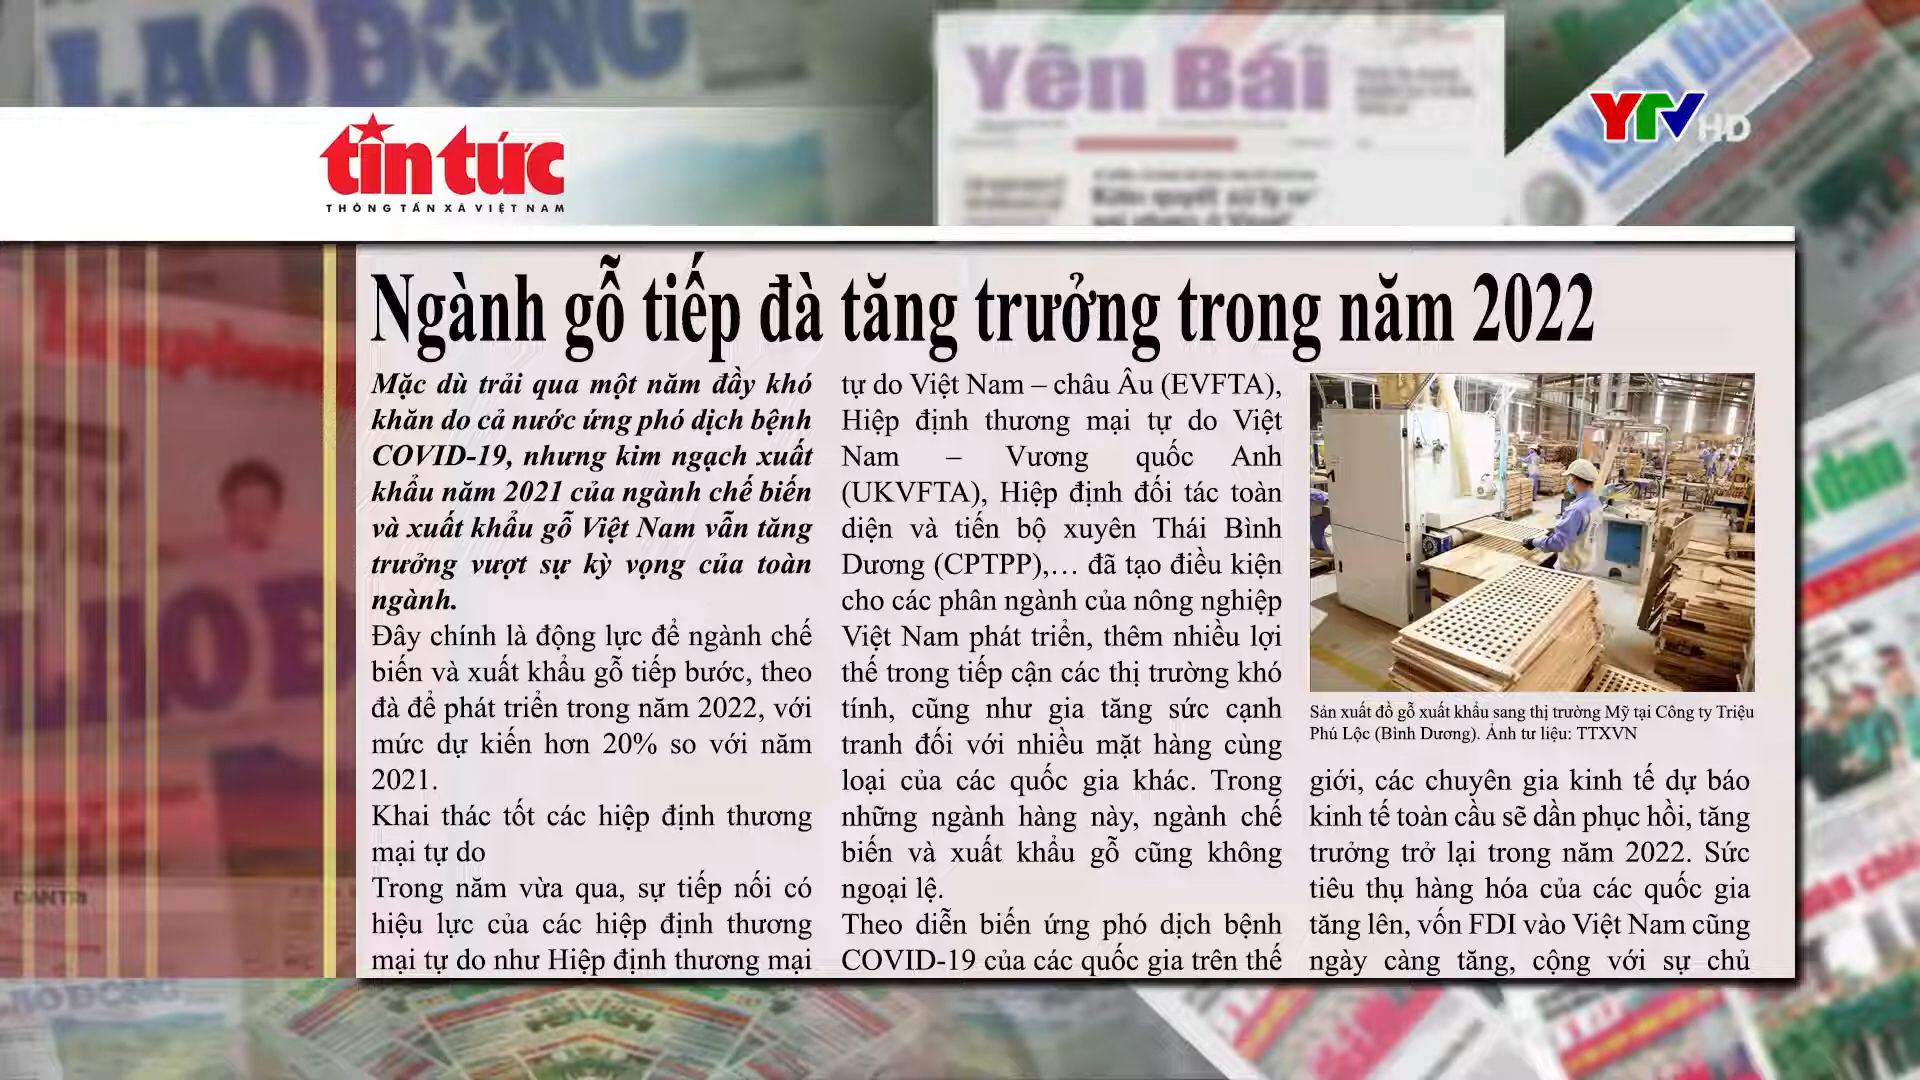 LAO ĐỘNG
Yên Bái
Nhân Dân
YTV HD
tin tức
THÔNG TẤN XÃ VIỆT NAM
Ngành gỗ tiếp đà tăng trưởng trong năm 2022
Mặc dù trải qua một năm đầy khó
khăn do cả nước ứng phó dịch bệnh
COVID-19, nhưng kim ngạch xuất
khẩu năm 2021 của ngành chế biến
và xuất khẩu gỗ Việt Nam vẫn tăng
trưởng vượt sự kỳ vọng của toàn
ngành.
Đây chính là động lực để ngành chế
biến và xuất khẩu gỗ tiếp bước, theo
đà để phát triển trong năm 2022, với
mức dự kiến hơn 20% so với năm
2021.
Khai thác tốt các hiệp định thương
mại tự do
Trong năm vừa qua, sự tiếp nối có
hiệu lực của các hiệp định thương
mại tự do như Hiệp định thương mại
tự do Việt Nam – châu Âu (EVFTA),
Hiệp định thương mại tự do Việt
Nam – Vương quốc Anh
(UKVFTA), Hiệp định đối tác toàn
diện và tiến bộ xuyên Thái Bình
Dương (CPTPP),… đã tạo điều kiện
cho các phân ngành của nông nghiệp
Việt Nam phát triển, thêm nhiều lợi
thế trong tiếp cận các thị trường khó
tính, cũng như gia tăng sức cạnh
tranh đối với nhiều mặt hàng cùng
loại của các quốc gia khác. Trong
những ngành hàng này, ngành chế
biến và xuất khẩu gỗ cũng không
ngoại lệ.
Theo diễn biến ứng phó dịch bệnh
COVID-19 của các quốc gia trên thế
Sản xuất đồ gỗ xuất khẩu sang thị trường Mỹ tại Công ty Triệu
Phú Lộc (Bình Dương). Ảnh tư liệu: TTXVN
giới, các chuyên gia kinh tế dự báo
kinh tế toàn cầu sẽ dần phục hồi, tăng
trưởng trở lại trong năm 2022. Sức
tiêu thụ hàng hóa của các quốc gia
tăng lên, vốn FDI vào Việt Nam cũng
ngày càng tăng, cộng với sự chủ
LAO ĐỘNG
DANTRI
LAO ĐỘNG